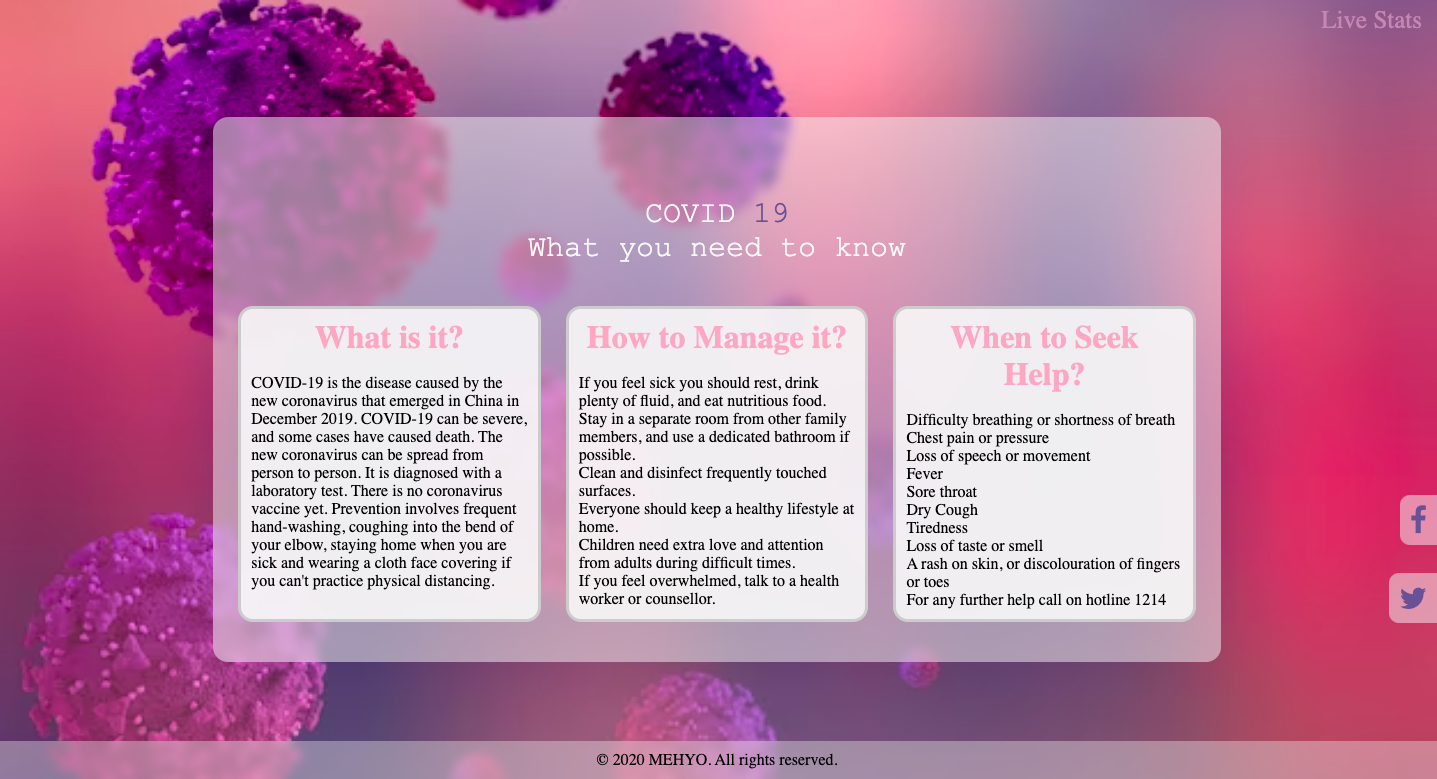 Live Stats
COVID 19
What you need to know
What is it?
COVID-19 is the disease caused by the
new coronavirus that emerged in China in
December 2019. COVID-19 can be severe,
and some cases have caused death. The
new coronavirus can be spread from
person to person. It is diagnosed with a
laboratory test. There is no coronavirus
vaccine yet. Prevention involves frequent
hand-washing, coughing into the bend of
your elbow, staying home when you are
sick and wearing a cloth face covering if
you can't practice physical distancing.
How to Manage it?
If you feel sick you should rest, drink
plenty of fluid, and eat nutritious food.
Stay in a separate room from other family
members, and use a dedicated bathroom if
possible.
Clean and disinfect frequently touched
surfaces.
Everyone should keep a healthy lifestyle at
home.
Children need extra love and attention
from adults during difficult times.
If you feel overwhelmed, talk to a health
worker or counsellor.
When to Seek
Help?
Difficulty breathing or shortness of breath
Chest pain or pressure
Loss of speech or movement
Fever
Sore throat
Dry Cough
Tiredness
Loss of taste or smell
A rash on skin, or discolouration of fingers
or toes
For any further help call on hotline 1214
© 2020 MEHYO. All rights reserved.